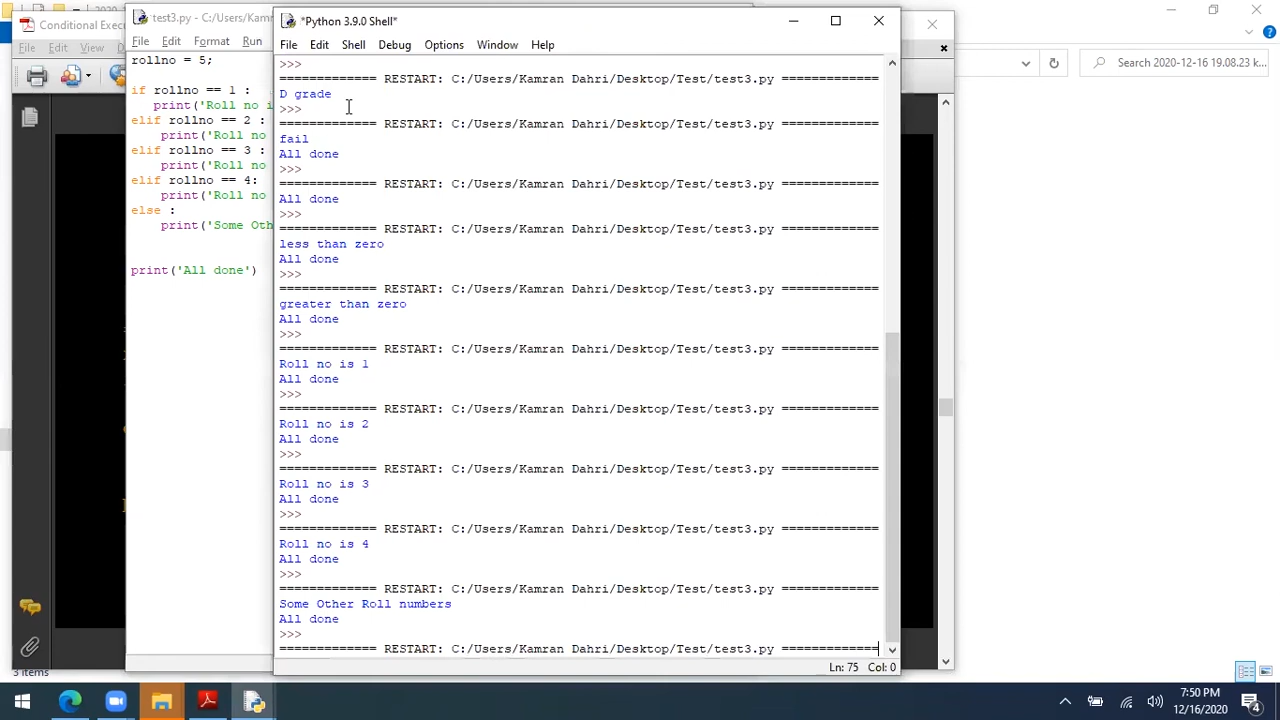 Conditional Exec
File Edit View
test3.py - C:/Users/Kamra
File Edit Format Run
rollno = 5;
if rollno == 1 :
print('Roll no i
elif rollno == 2 :
print('Roll no
elif rollno == 3 :
print('Roll no
elif rollno == 4:
print('Roll no
else :
print('Some Oth
print('All done')
*Python 3.9.0 Shell*
File Edit Shell Debug Options Window Help
>>>
============= RESTART: C:/Users/Kamran Dahri/Desktop/Test/test3.py =============
D grade
>>>
============= RESTART: C:/Users/Kamran Dahri/Desktop/Test/test3.py =============
fail
All done
>>>
============= RESTART: C:/Users/Kamran Dahri/Desktop/Test/test3.py =============
All done
>>>
============= RESTART: C:/Users/Kamran Dahri/Desktop/Test/test3.py =============
less than zero
All done
>>>
============= RESTART: C:/Users/Kamran Dahri/Desktop/Test/test3.py =============
greater than zero
All done
>>>
============= RESTART: C:/Users/Kamran Dahri/Desktop/Test/test3.py =============
Roll no is 1
All done
>>>
============= RESTART: C:/Users/Kamran Dahri/Desktop/Test/test3.py =============
Roll no is 2
All done
>>>
============= RESTART: C:/Users/Kamran Dahri/Desktop/Test/test3.py =============
Roll no is 3
All done
>>>
============= RESTART: C:/Users/Kamran Dahri/Desktop/Test/test3.py =============
Roll no is 4
All done
>>>
============= RESTART: C:/Users/Kamran Dahri/Desktop/Test/test3.py =============
Some Other Roll numbers
All done
>>>
============= RESTART: C:/Users/Kamran Dahri/Desktop/Test/test3.py =============
Ln: 75 Col: 0
Search 2020-12-16 19.08.23 k...
3 items
7:50 PM
12/16/2020
4